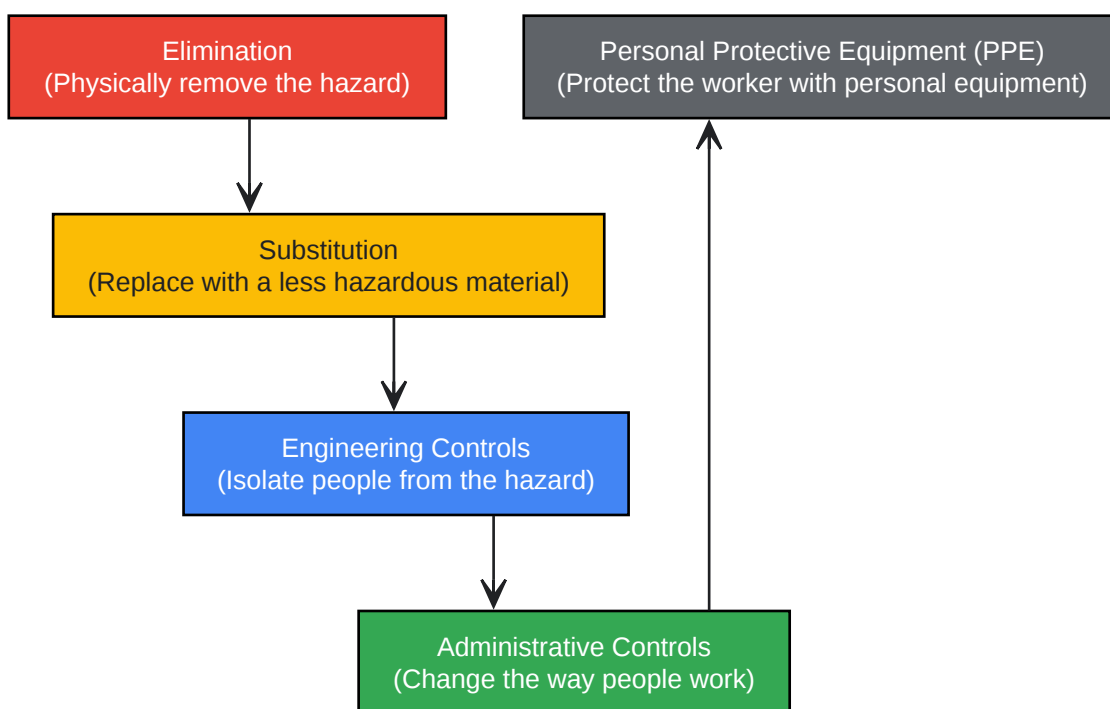 Elimination
(Physically remove the hazard)
Personal Protective Equipment (PPE)
(Protect the worker with personal equipment)
Substitution
(Replace with a less hazardous material)
Engineering Controls
(Isolate people from the hazard)
Administrative Controls
(Change the way people work)